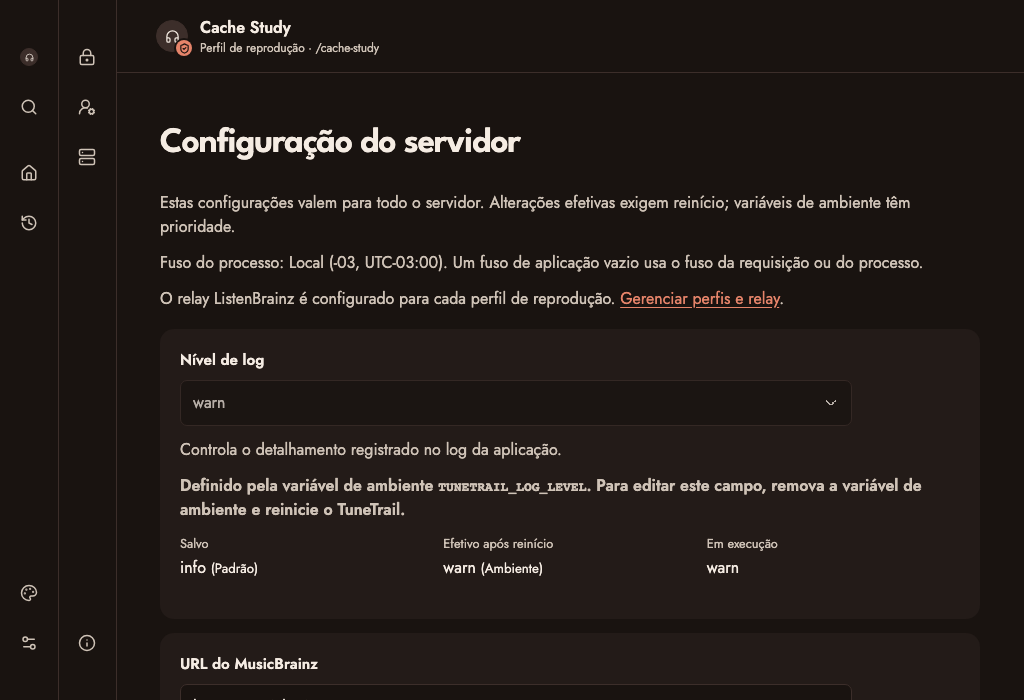 Cache Study
Perfil de reprodução · /cache-study
Configuração do servidor
Estas configurações valem para todo o servidor. Alterações efetivas exigem reinício; variáveis de ambiente têm
prioridade.
Fuso do processo: Local (-03, UTC-03:00). Um fuso de aplicação vazio usa o fuso da requisição ou do processo.
O relay ListenBrainz é configurado para cada perfil de reprodução. Gerenciar perfis e relay.
Nível de log
warn
Controla o detalhamento registrado no log da aplicação.
Definido pela variável de ambiente TUNETRAIL_LOG_LEVEL. Para editar este campo, remova a variável de
ambiente e reinicie o TuneTrail.
Salvo Efetivo após reinício Em execução
info (Padrão) warn (Ambiente) warn
URL do MusicBrainz